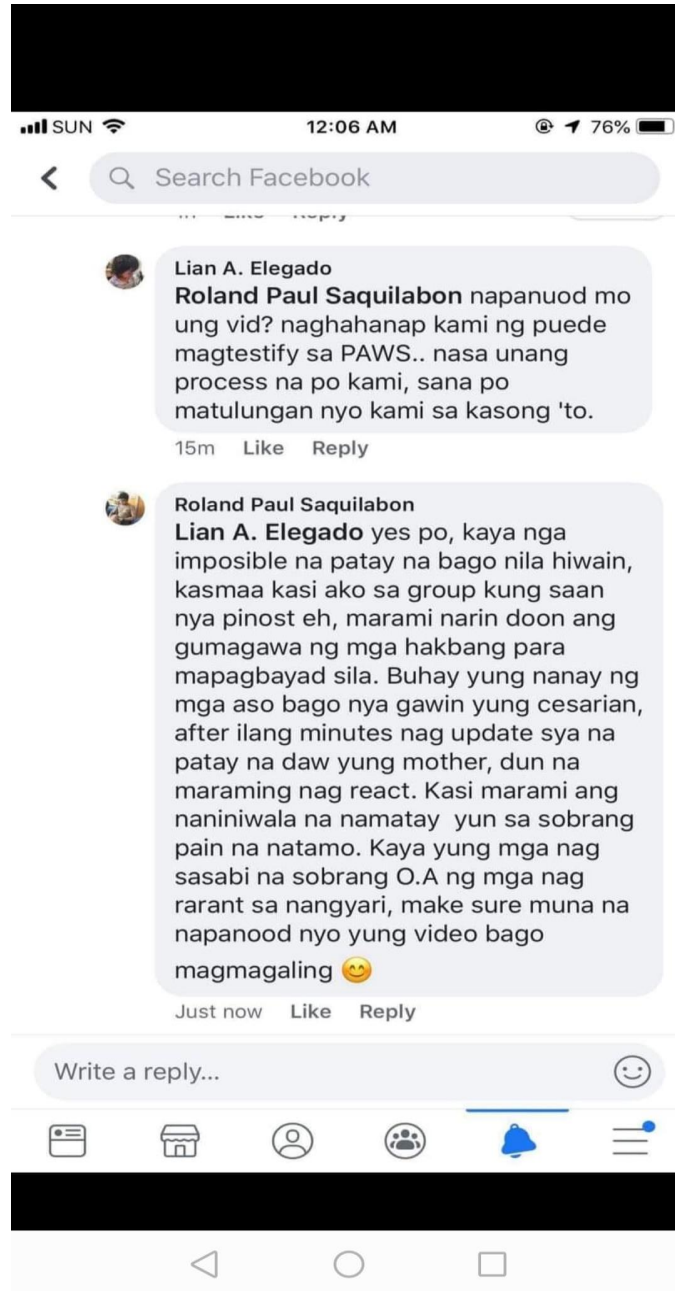 SUN
12:06 AM
76%
Search Facebook
Like Reply
Lian A. Elegado
Roland Paul Saquilabon napanuod mo
ung vid? naghahanap kami ng puede
magtestify sa PAWS.. nasa unang
process na po kami, sana po
matulungan nyo kami sa kasong 'to.
15m Like Reply
Roland Paul Saquilabon
Lian A. Elegado yes po, kaya nga
imposible na patay na bago nila hiwain,
kasmaa kasi ako sa group kung saan
nya pinost eh, marami narin doon ang
gumagawa ng mga hakbang para
mapagbayad sila. Buhay yung nanay ng
mga aso bago nya gawin yung cesarian,
after ilang minutes nag update sya na
patay na daw yung mother, dun na
maraming nag react. Kasi marami ang
naniniwala na namatay yun sa sobrang
pain na natamo. Kaya yung mga nag
sasabi na sobrang O.A ng mga nag
rarant sa nangyari, make sure muna na
napanood nyo yung video bago
magmagaling 😊
Just now Like Reply
Write a reply...